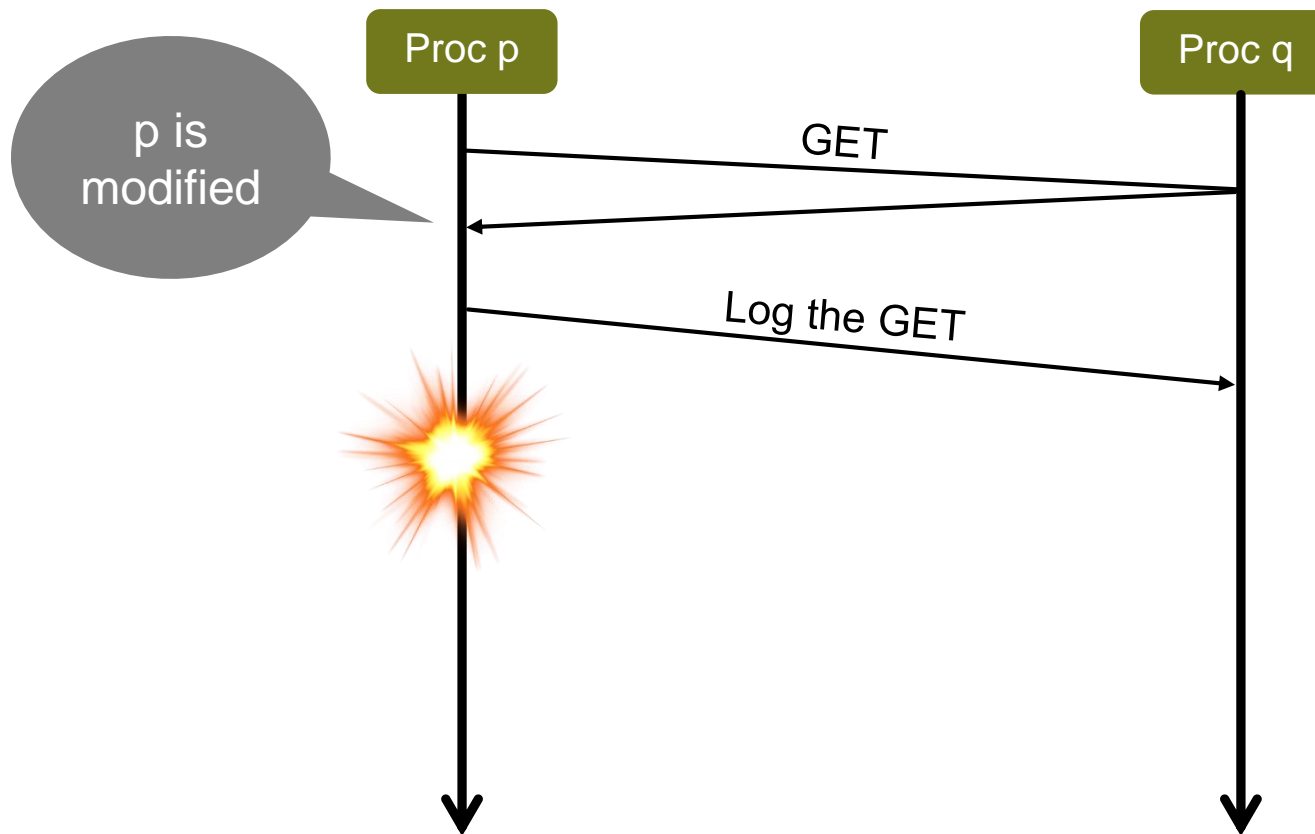 Proc p
Proc q
p is
modified
GET
Log the GET